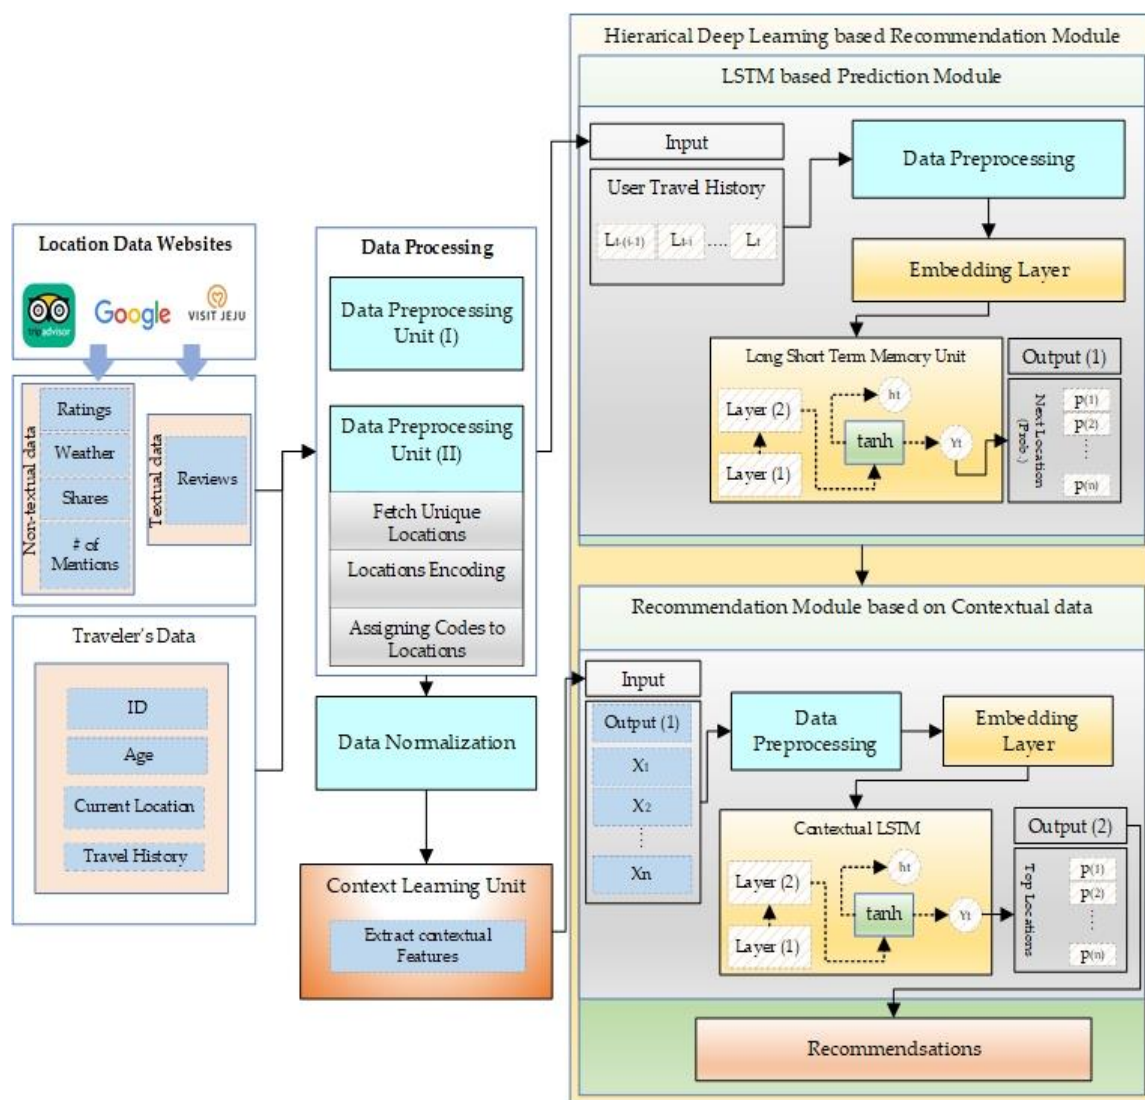 Hierarical Deep Learning based Recommendation Module
LSTM based Prediction Module
Input
User Travel History
Lt-(i-1)
Lt-i
....
Lt
Data Preprocessing
Embedding Layer
Long Short Term Memory Unit
Layer (2)
Layer (1)
ht
tanh
Yt
Output (1)
Next Location
(Prob.)
P(1)
P(2)
P(n)
Location Data Websites
tripadvisor
Google
VISIT JEJU
Non-textual data
Ratings
Weather
Shares
# of
Mentions
Textual data
Reviews
Traveler's Data
ID
Age
Current Location
Travel History
Data Processing
Data Preprocessing
Unit (I)
Data Preprocessing
Unit (II)
Fetch Unique
Locations
Locations Encoding
Assigning Codes to
Locations
Data Normalization
Context Learning Unit
Extract contextual
Features
Recommendation Module based on Contextual data
Input
Output (1)
X1
X2
Xn
Data
Preprocessing
Embedding
Layer
Contextual LSTM
Layer (2)
Layer (1)
ht
tanh
Yt
Output (2)
Top Locations
P(1)
P(2)
P(n)
Recommendsations